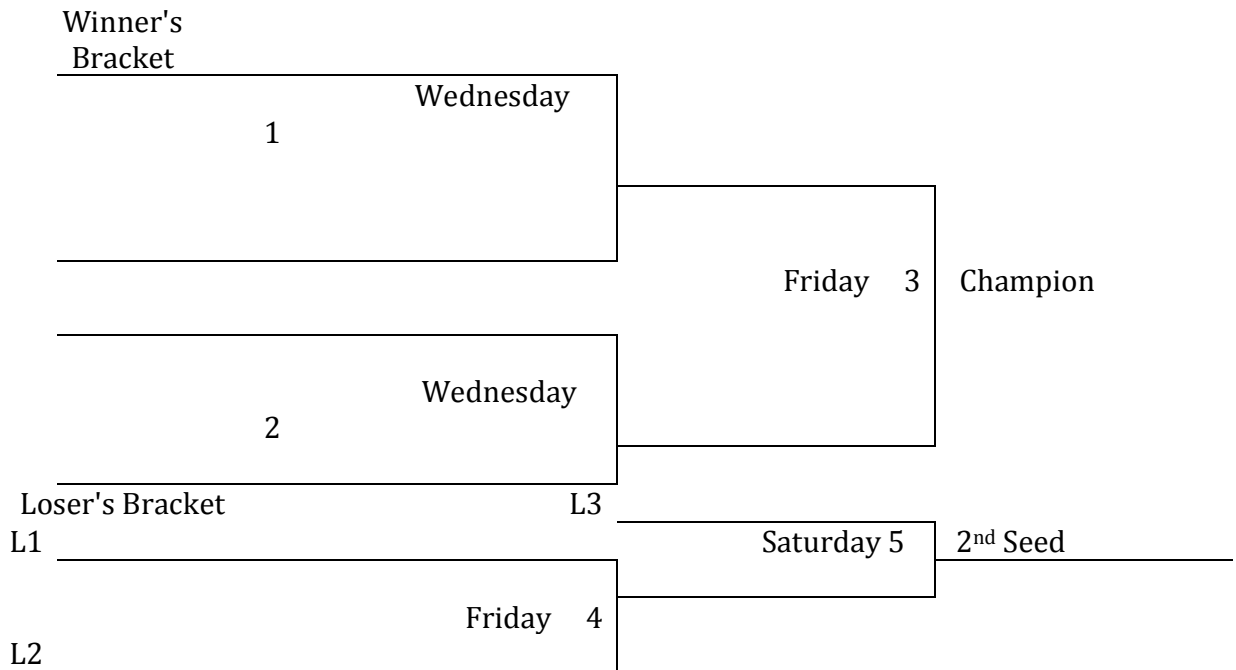 Winner's
Bracket
Wednesday
1
Friday 3 Champion
Wednesday
2
Loser's Bracket L3
L1 Saturday 5 2nd Seed
Friday 4
L2